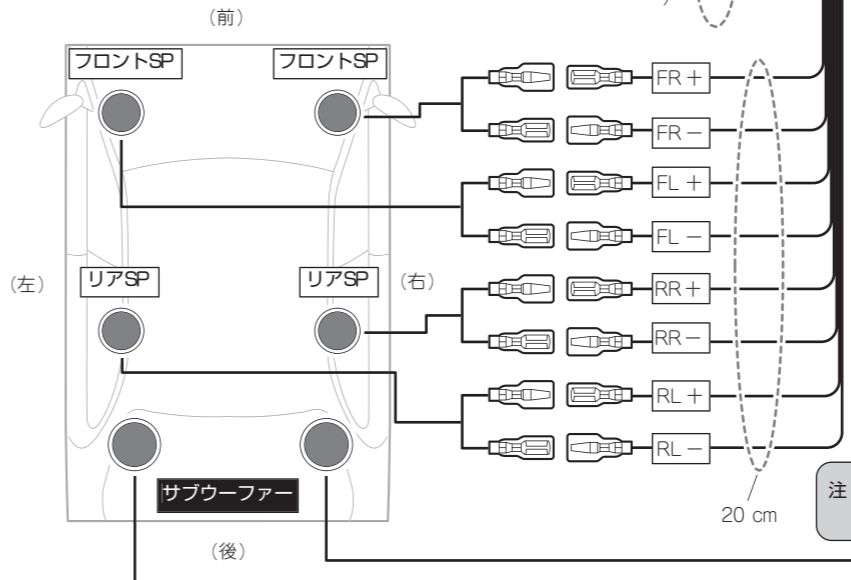 （前）
フロントSP
フロントSP
FR＋
FR－
FL＋
FL－
（左）
リアSP
リアSP
（右）
RR＋
RR－
RL＋
RL－
サブウーファー
注
20 cm
（後）